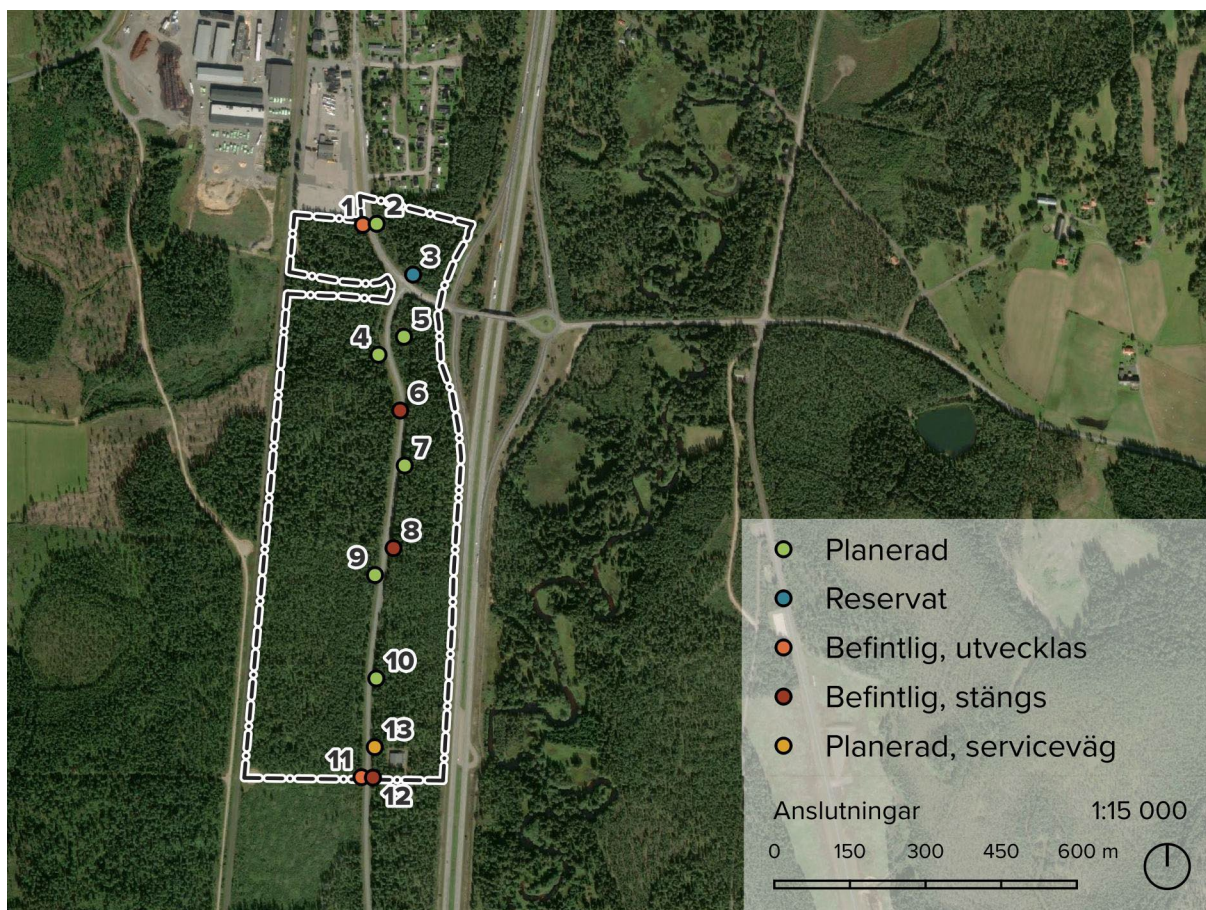 1
2
3
5
4
6
7
8
9
10
13
11
12
Planerad
Reservat
Befintlig, utvecklas
Befintlig, stängs
Planerad, serviceväg
Anslutningar 1:15 000
0 150 300 450 600 m